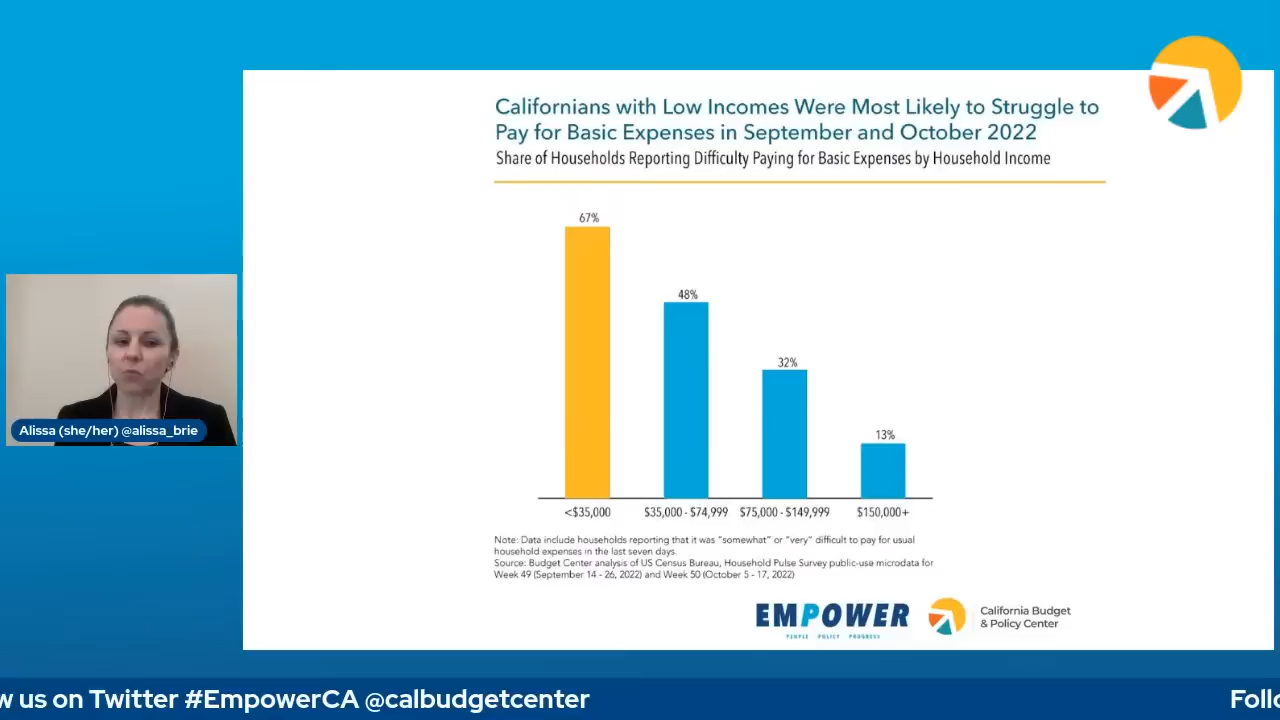 Californians with Low Incomes Were Most Likely to Struggle to
Pay for Basic Expenses in September and October 2022
Share of Households Reporting Difficulty Paying for Basic Expenses by Household Income
67%
48%
32%
13%
<$35,000
$35,000 - $74,999
$75,000 - $149,999
$150,000+
Note: Data include households reporting that it was “somewhat” or “very” difficult to pay for usual
household expenses in the last seven days.
Source: Budget Center analysis of US Census Bureau, Household Pulse Survey public-use microdata for
Week 49 (September 14 - 26, 2022) and Week 50 (October 5 - 17, 2022)
EMPOWER
PEOPLE POLICY PROGRESS
California Budget
& Policy Center
Alissa (she/her) @alissa_brie
w us on Twitter #EmpowerCA @calbudgetcenter
Follo